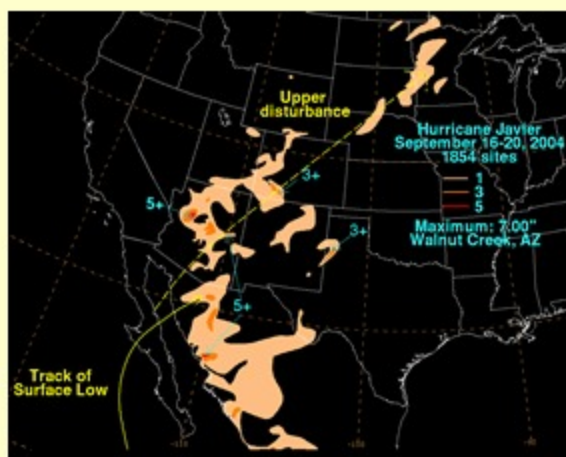 Upper
disturbance
Hurricane Javier
September 16-20, 2004
1854 sites
1
3
5
Maximum: 7.00"
Walnut Creek, AZ
3+
5+
3+
5+
Track of
Surface Low